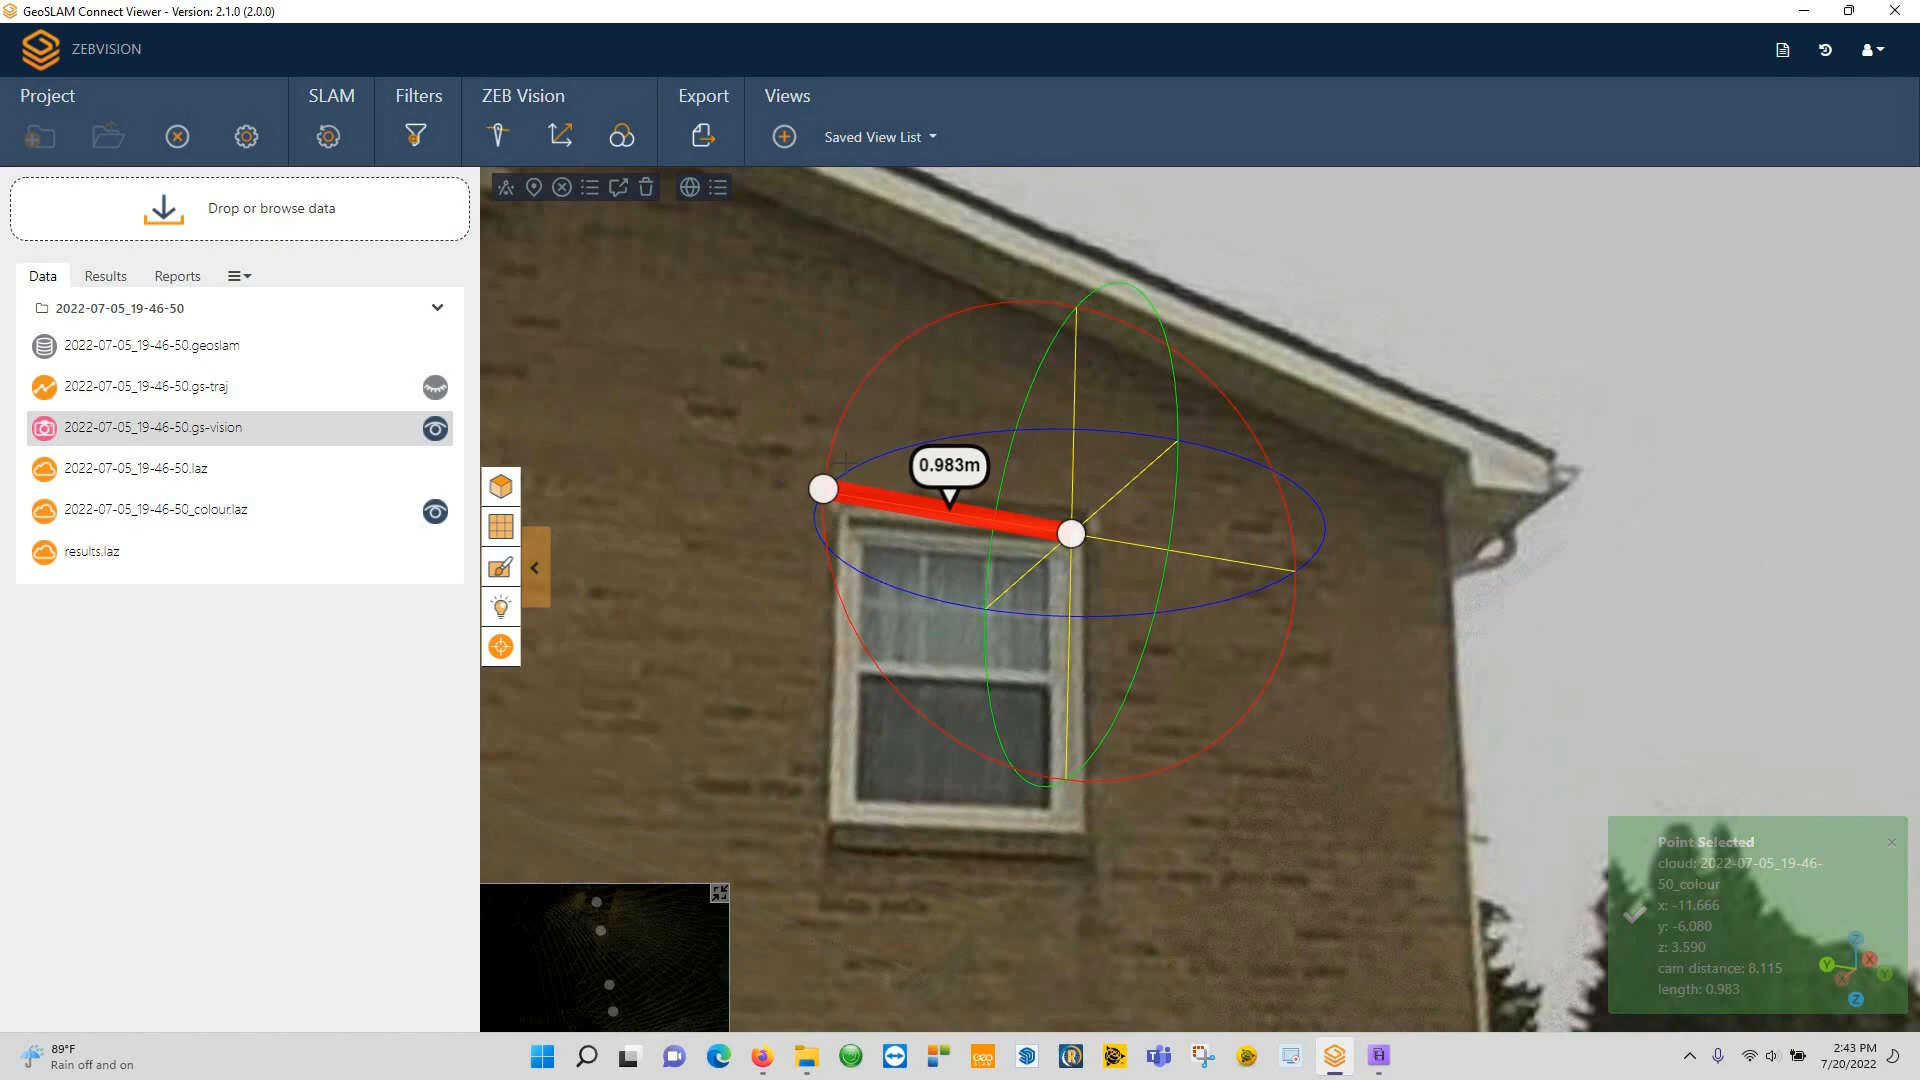 GeoSLAM Connect Viewer - Version: 2.1.0 (2.0.0)
ZEBVISION
Project
SLAM
Filters
ZEB Vision
Export
Views
Saved View List
Drop or browse data
Data
Results
Reports
2022-07-05_19-46-50
2022-07-05_19-46-50.geoslam
2022-07-05_19-46-50.gs-traj
2022-07-05_19-46-50.gs-vision
2022-07-05_19-46-50.laz
2022-07-05_19-46-50_colour.laz
results.laz
0.983m
Point Selected
cloud: 2022-07-05_19-46-
50_colour
x: -11.666
y: -6.080
z: 3.590
cam distance: 8.115
length: 0.983
Z
Y
X
X
Y
Z
89°F
Rain off and on
GEO
SLAM
R
2:43 PM
7/20/2022